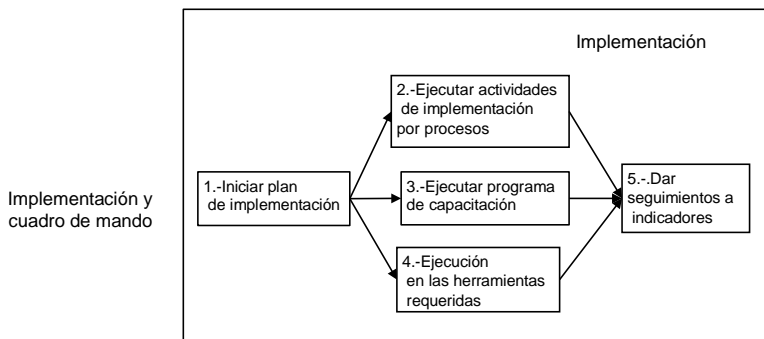 Implementación
2.-Ejecutar actividades
de implementación
por procesos
1.-Iniciar plan
de implementación
3.-Ejecutar programa
de capacitación
5.-.Dar
seguimientos a
indicadores
Implementación y
cuadro de mando
4.-Ejecución
en las herramientas
requeridas